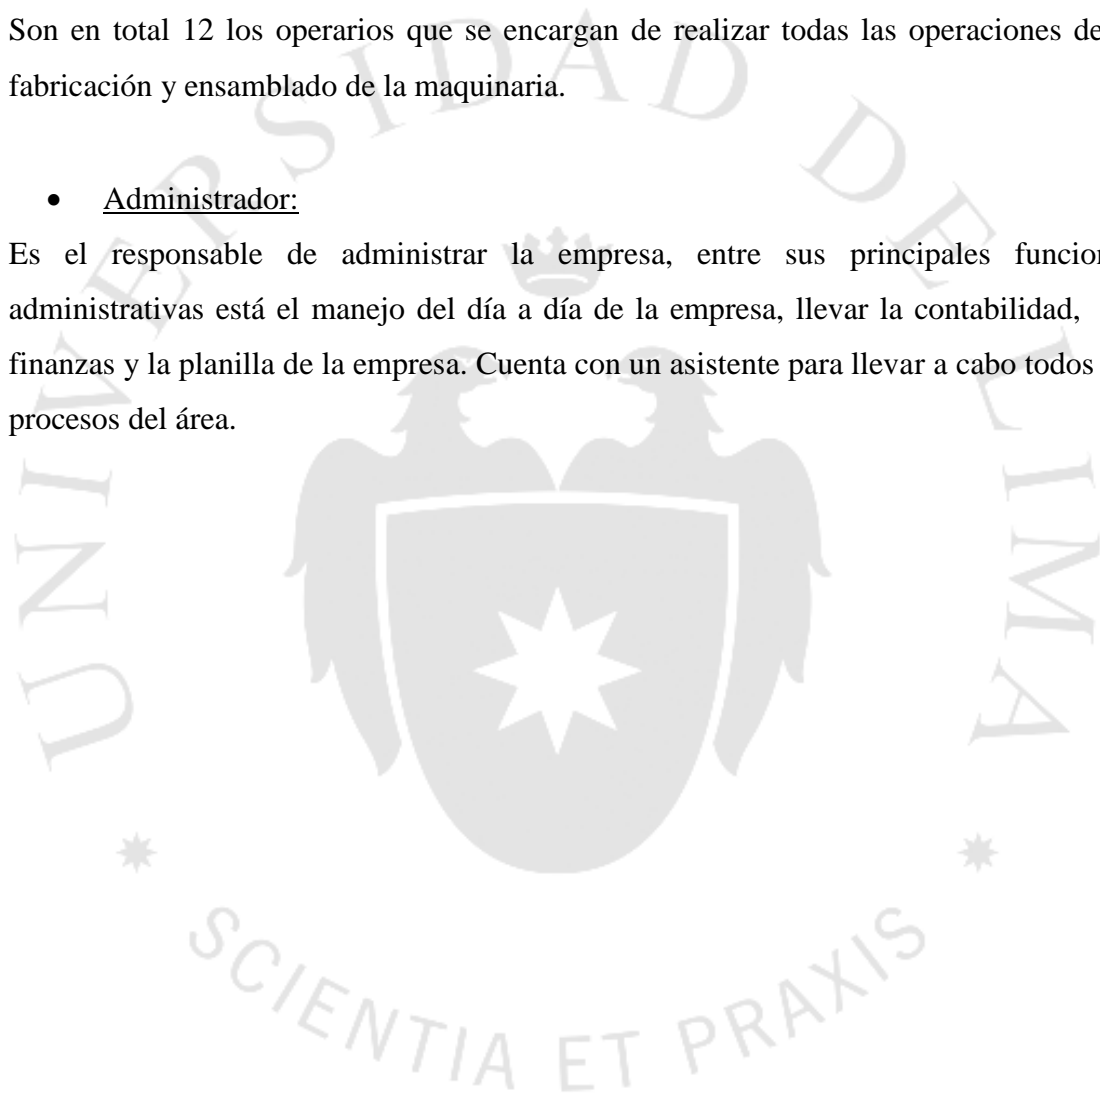 Son en total 12 los operarios que se encargan de realizar todas las operaciones de
fabricación y ensamblado de la maquinaria.
• Administrador:
Es el responsable de administrar la empresa, entre sus principales
administrativas está el manejo del día a día de la empresa, llevar la contabilidad,
finanzas y la planilla de la empresa. Cuenta con un asistente para llevar a cabo todos
procesos del área.
UNIVERSIDAD DE LIMA
SCIENTIA ET PRAXIS